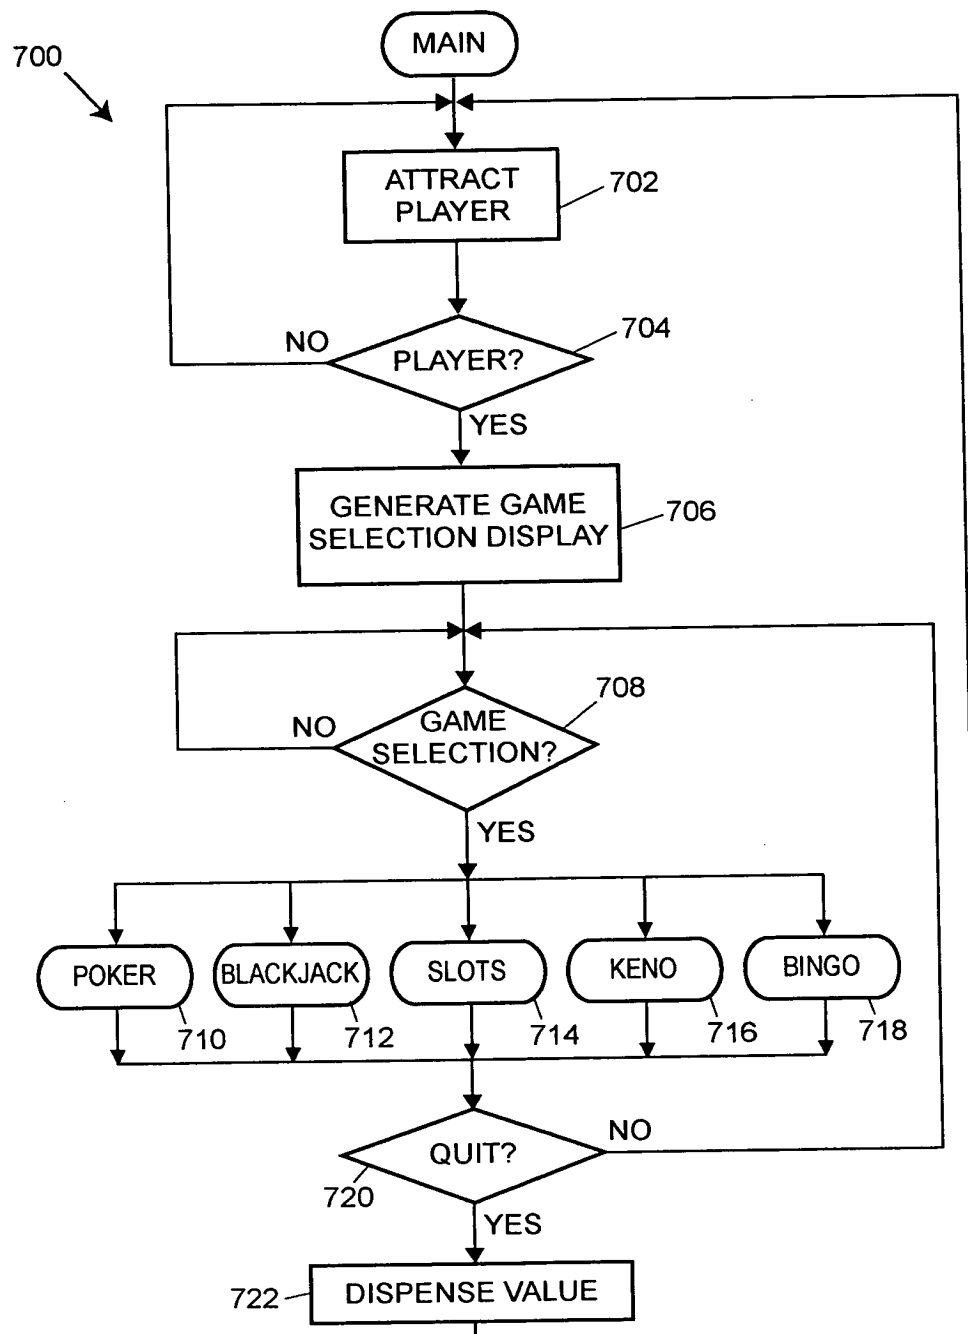 MAIN
700
ATTRACT
PLAYER
702
704
NO
PLAYER?
YES
GENERATE GAME
SELECTION DISPLAY
706
708
NO
GAME
SELECTION?
YES
POKER
BLACKJACK
SLOTS
KENO
BINGO
710
712
714
716
718
QUIT?
NO
720
YES
722
DISPENSE VALUE